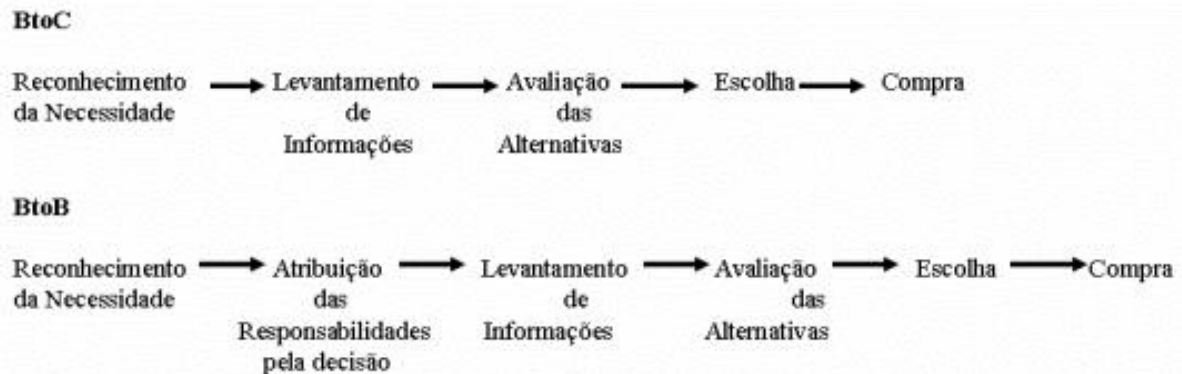 BtoC
Reconhecimento da Necessidade
Levantamento de Informações
Avaliação das Alternativas
Escolha
Compra
BtoB
Reconhecimento da Necessidade
Atribuição das Responsabilidades pela decisão
Levantamento de Informações
Avaliação das Alternativas
Escolha
Compra